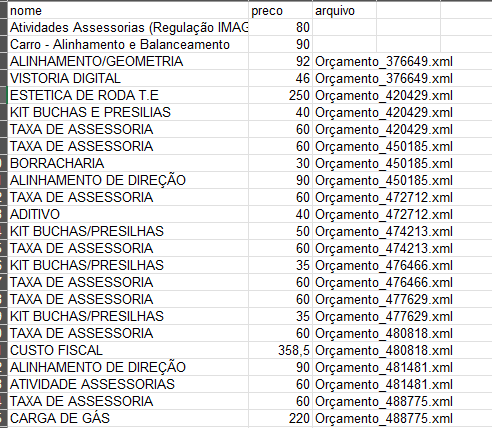 nome preco arquivo
Atividades Assessorias (Regulação IMAG 80
Carro - Alinhamento e Balanceamento 90
ALINHAMENTO/GEOMETRIA 92 Orçamento_376649.xml
VISTORIA DIGITAL 46 Orçamento_376649.xml
ESTETICA DE RODA T.E 250 Orçamento_420429.xml
KIT BUCHAS E PRESILIAS 40 Orçamento_420429.xml
TAXA DE ASSESSORIA 60 Orçamento_420429.xml
TAXA DE ASSESSORIA 60 Orçamento_450185.xml
BORRACHARIA 30 Orçamento_450185.xml
ALINHAMENTO DE DIREÇÃO 90 Orçamento_450185.xml
TAXA DE ASSESSORIA 60 Orçamento_472712.xml
ADITIVO 40 Orçamento_472712.xml
KIT BUCHAS/PRESILHAS 50 Orçamento_474213.xml
TAXA DE ASSESSORIA 60 Orçamento_474213.xml
KIT BUCHAS/PRESILHAS 35 Orçamento_476466.xml
TAXA DE ASSESSORIA 60 Orçamento_476466.xml
TAXA DE ASSESSORIA 60 Orçamento_477629.xml
KIT BUCHAS/PRESILHAS 35 Orçamento_477629.xml
TAXA DE ASSESSORIA 60 Orçamento_480818.xml
CUSTO FISCAL 358,5 Orçamento_480818.xml
ALINHAMENTO DE DIREÇÃO 90 Orçamento_481481.xml
ATIVIDADE ASSESSORIAS 60 Orçamento_481481.xml
TAXA DE ASSESSORIA 60 Orçamento_488775.xml
CARGA DE GÁS 220 Orçamento_488775.xml